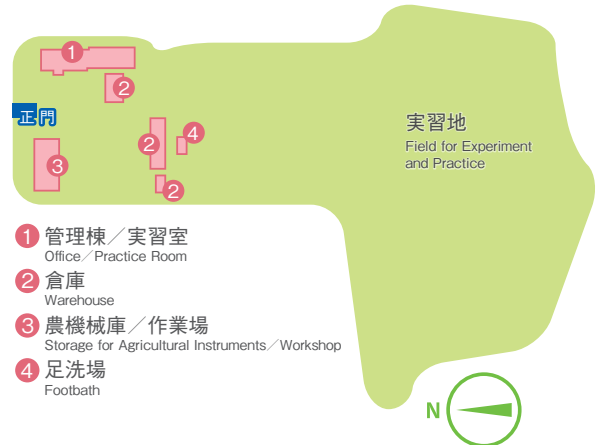 1
2
正門
2
4
3
2
実習地
Field for Experiment
and Practice
1 管理棟／実習室
Office／Practice Room
2 倉庫
Warehouse
3 農機械庫／作業場
Storage for Agricultural Instruments／Workshop
4 足洗場
Footbath
N